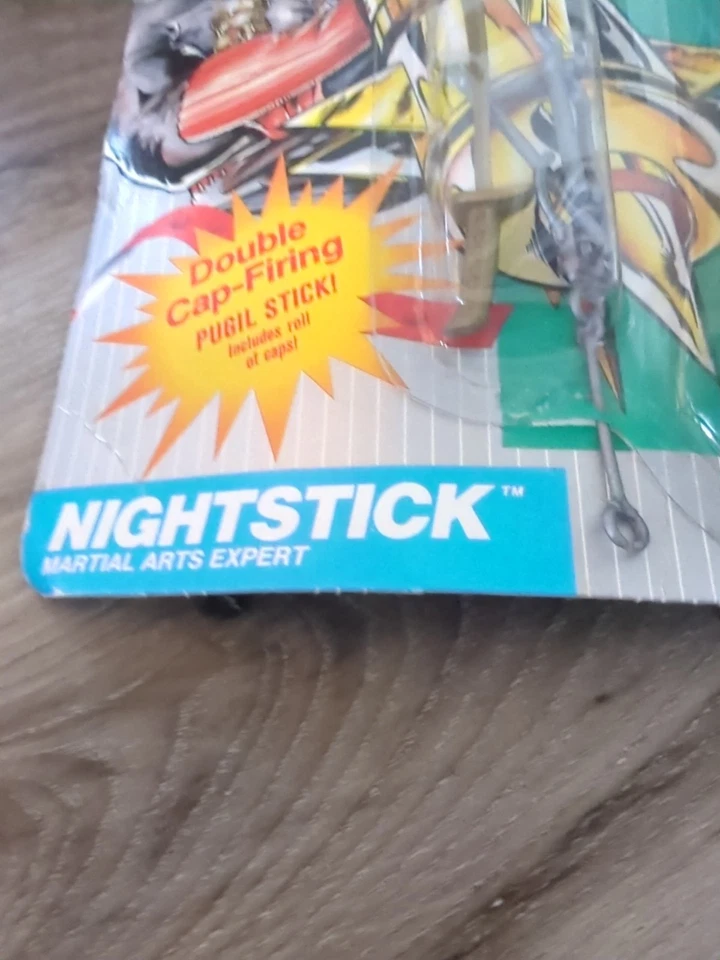 Double
Cap-Firing
PUGIL STICK!
Includes roll
of caps!
NIGHTSTICK™
MARTIAL ARTS EXPERT